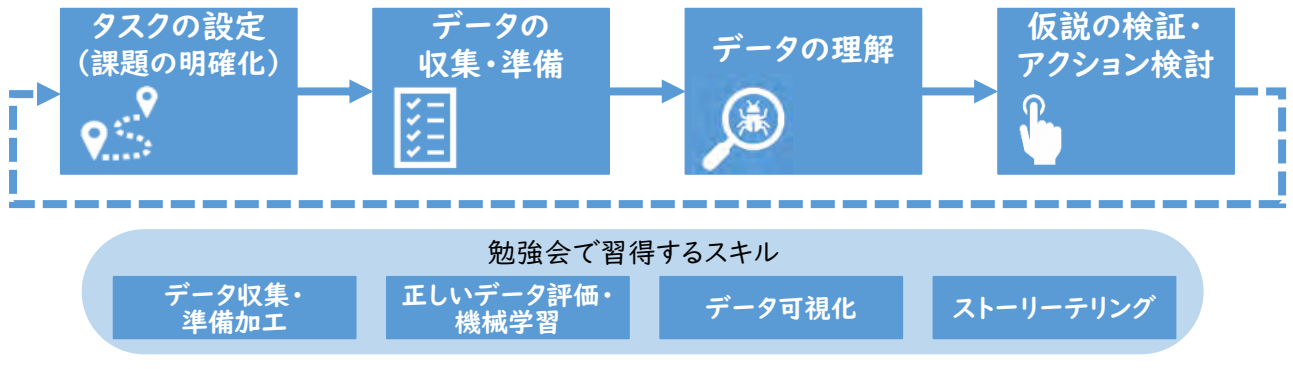 タスクの設定
（課題の明確化）
データの
収集・準備
データの理解
仮説の検証・
アクション検討
勉強会で習得するスキル
データ収集・
準備加工
正しいデータ評価・
機械学習
データ可視化
ストーリーテリング